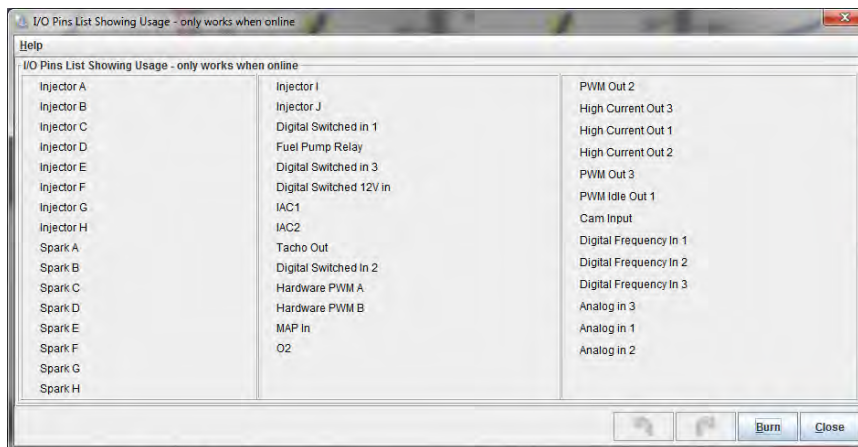 I/O Pins List Showing Usage - only works when online
Help
I/O Pins List Showing Usage - only works when online
Injector A
Injector B
Injector C
Injector D
Injector E
Injector F
Injector G
Injector H
Spark A
Spark B
Spark C
Spark D
Spark E
Spark F
Spark G
Spark H
Injector I
Injector J
Digital Switched in 1
Fuel Pump Relay
Digital Switched in 3
Digital Switched 12V in
IAC1
IAC2
Tacho Out
Digital Switched In 2
Hardware PWM A
Hardware PWM B
MAP In
O2
PWM Out 2
High Current Out 3
High Current Out 1
High Current Out 2
PWM Out 3
PWM Idle Out 1
Cam Input
Digital Frequency In 1
Digital Frequency In 2
Digital Frequency In 3
Analog in 3
Analog in 1
Analog in 2
Burn
Close